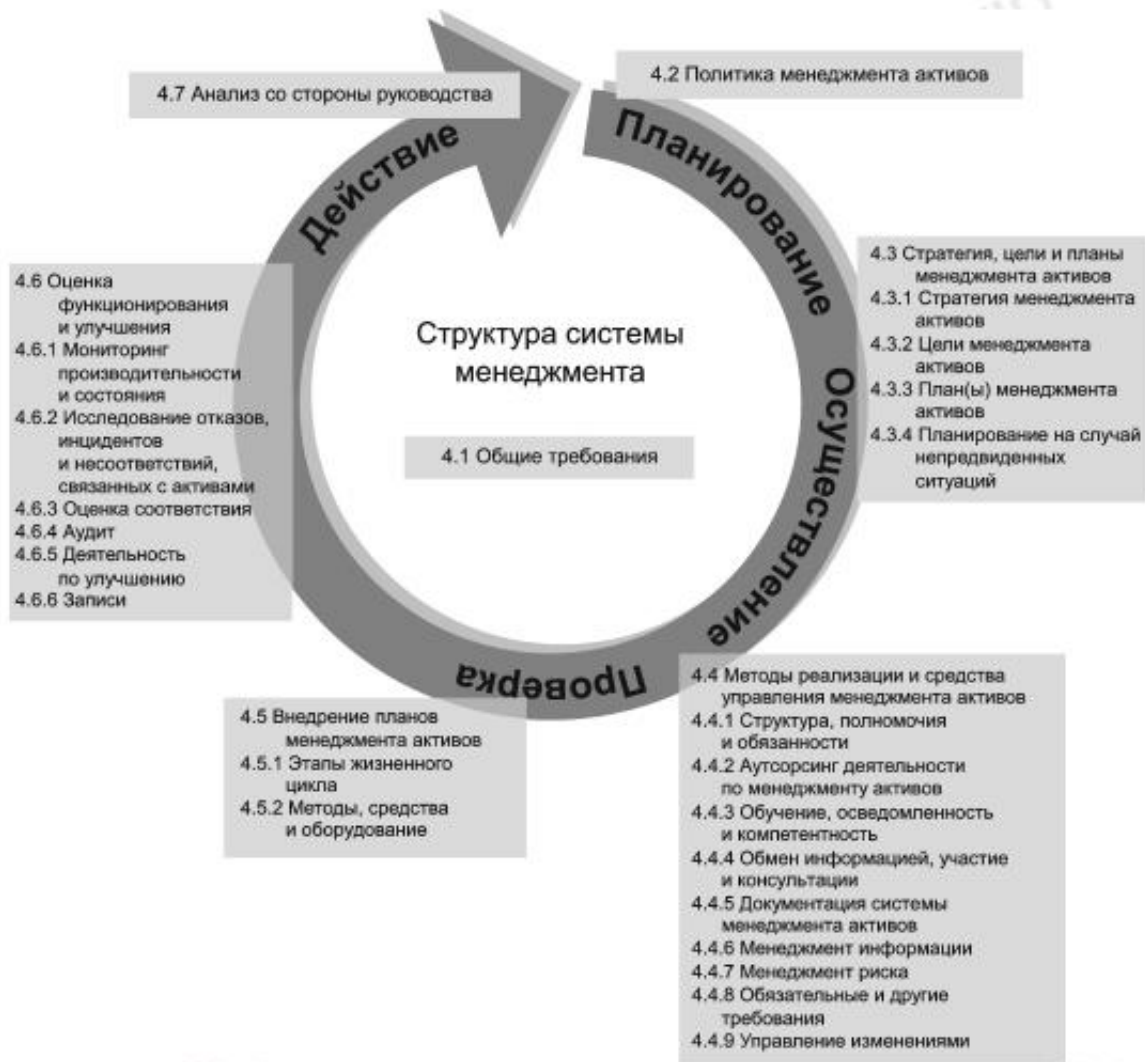 4.7 Анализ со стороны руководства
4.2 Политика менеджмента активов
Действие
Планирование
Осуществление
Проверка
Структура системы
менеджмента
4.1 Общие требования
4.3 Стратегия, цели и планы
менеджмента активов
4.3.1 Стратегия менеджмента
активов
4.3.2 Цели менеджмента
активов
4.3.3 План(ы) менеджмента
активов
4.3.4 Планирование на случай
непредвиденных
ситуаций
4.4 Методы реализации и средства
управления менеджмента активов
4.4.1 Структура, полномочия
и обязанности
4.4.2 Аутсорсинг деятельности
по менеджменту активов
4.4.3 Обучение, осведомленность
и компетентность
4.4.4 Обмен информацией, участие
и консультации
4.4.5 Документация системы
менеджмента активов
4.4.6 Менеджмент информации
4.4.7 Менеджмент риска
4.4.8 Обязательные и другие
требования
4.4.9 Управление изменениями
4.5 Внедрение планов
менеджмента активов
4.5.1 Этапы жизненного
цикла
4.5.2 Методы, средства
и оборудование
4.6 Оценка
функционирования
и улучшения
4.6.1 Мониторинг
производительности
и состояния
4.6.2 Исследование отказов,
инцидентов
и несоответствий,
связанных с активами
4.6.3 Оценка соответствия
4.6.4 Аудит
4.6.5 Деятельность
по улучшению
4.6.6 Записи